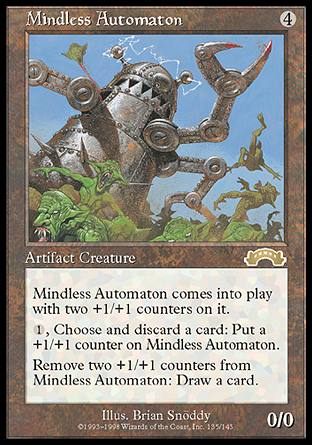 Mindless Automaton 4
Artifact Creature
Mindless Automaton comes into play
with two +1/+1 counters on it.
1, Choose and discard a card: Put a
+1/+1 counter on Mindless Automaton.
Remove two +1/+1 counters from
Mindless Automaton: Draw a card.
Illus. Brian Snöddy
©1993–1998 Wizards of the Coast, Inc. 135/143
0/0